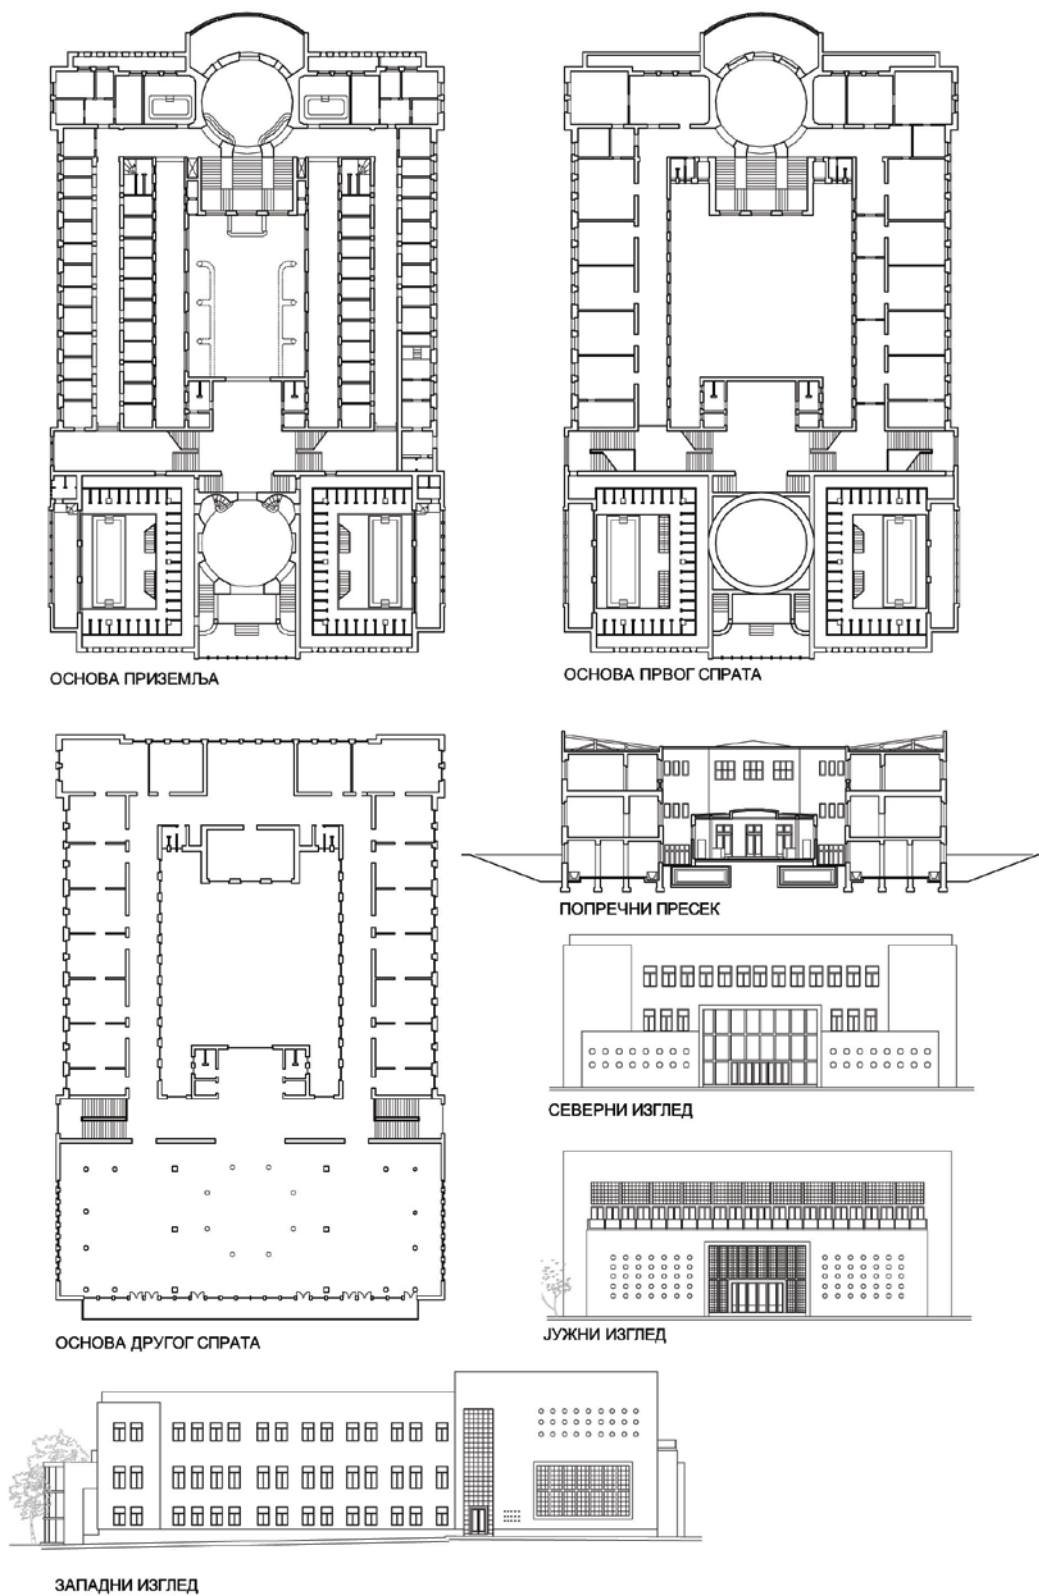 ОСНОВА ПРИЗЕМЉА
ОСНОВА ПРВОГ СПРАТА
ПОПРЕЧНИ ПРЕСЕК
СЕВЕРНИ ИЗГЛЕД
ОСНОВА ДРУГОГ СПРАТА
ЈУЖНИ ИЗГЛЕД
ЗАПАДНИ ИЗГЛЕД